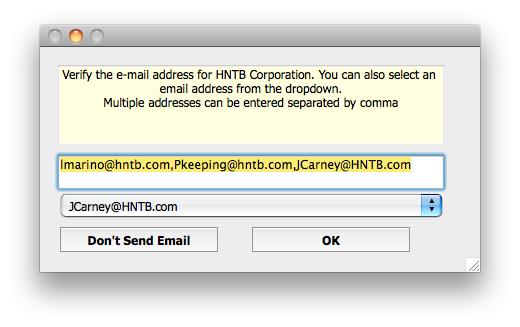 Verify the e-mail address for HNTB Corporation. You can also select an
email address from the dropdown.
Multiple addresses can be entered separated by comma
lmarino@hntb.com,Pkeeping@hntb.com,JCarney@HNTB.com
JCarney@HNTB.com
Don't Send Email
OK